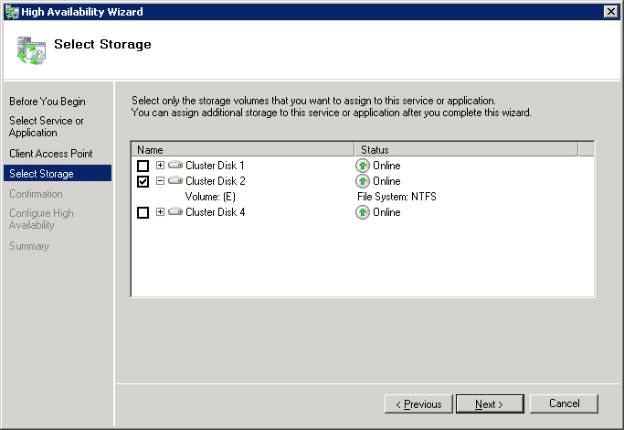 High Availability Wizard
Select Storage
Before You Begin
Select Service or
Application
Client Access Point
Select Storage
Confirmation
Configure High
Availability
Summary
Select only the storage volumes that you want to assign to this service or application.
You can assign additional storage to this service or application after you complete this wizard.
Name Status
Cluster Disk 1 Online
Cluster Disk 2 Online
Volume: (E) File System: NTFS
Cluster Disk 4 Online
< Previous Next > Cancel